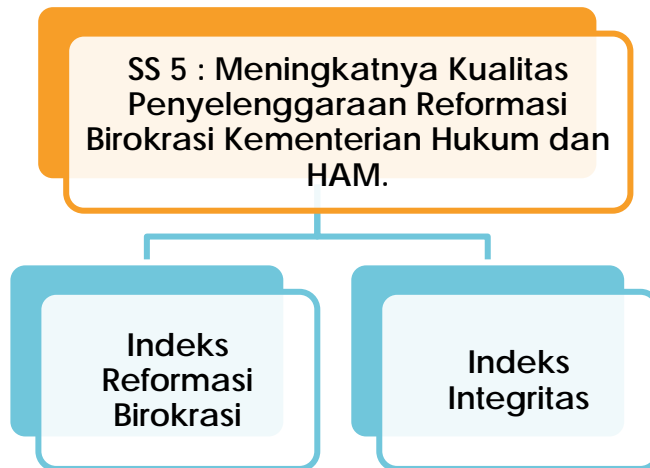 SS 5 : Meningkatnya Kualitas
Penyelenggaraan Reformasi
Birokrasi Kementerian Hukum dan
HAM.
Indeks
Reformasi
Birokrasi
Indeks
Integritas